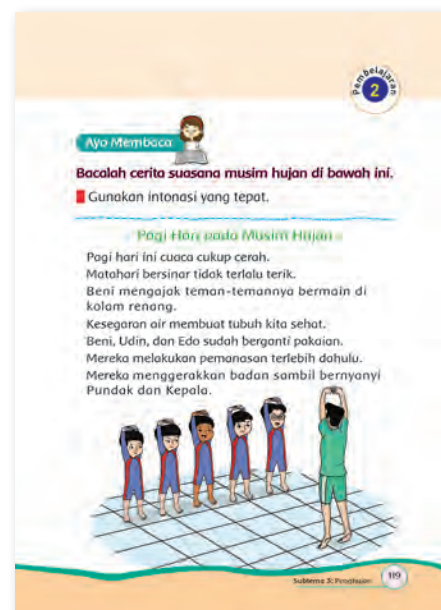 Pembelajaran
2
Ayo Membaca
Bacalah cerita suasana musim hujan di bawah ini.
Gunakan intonasi yang tepat.
Pagi Hari pada Musim Hujan
Pagi hari ini cuaca cukup cerah.
Matahari bersinar tidak terlalu terik.
Beni mengajak teman-temannya bermain di
kolam renang.
Kesegaran air membuat tubuh kita sehat.
Beni, Udin, dan Edo sudah berganti pakaian.
Mereka melakukan pemanasan terlebih dahulu.
Mereka menggerakkan badan sambil bernyanyi
Pundak dan Kepala.
Subtema 3: Penghujan
119